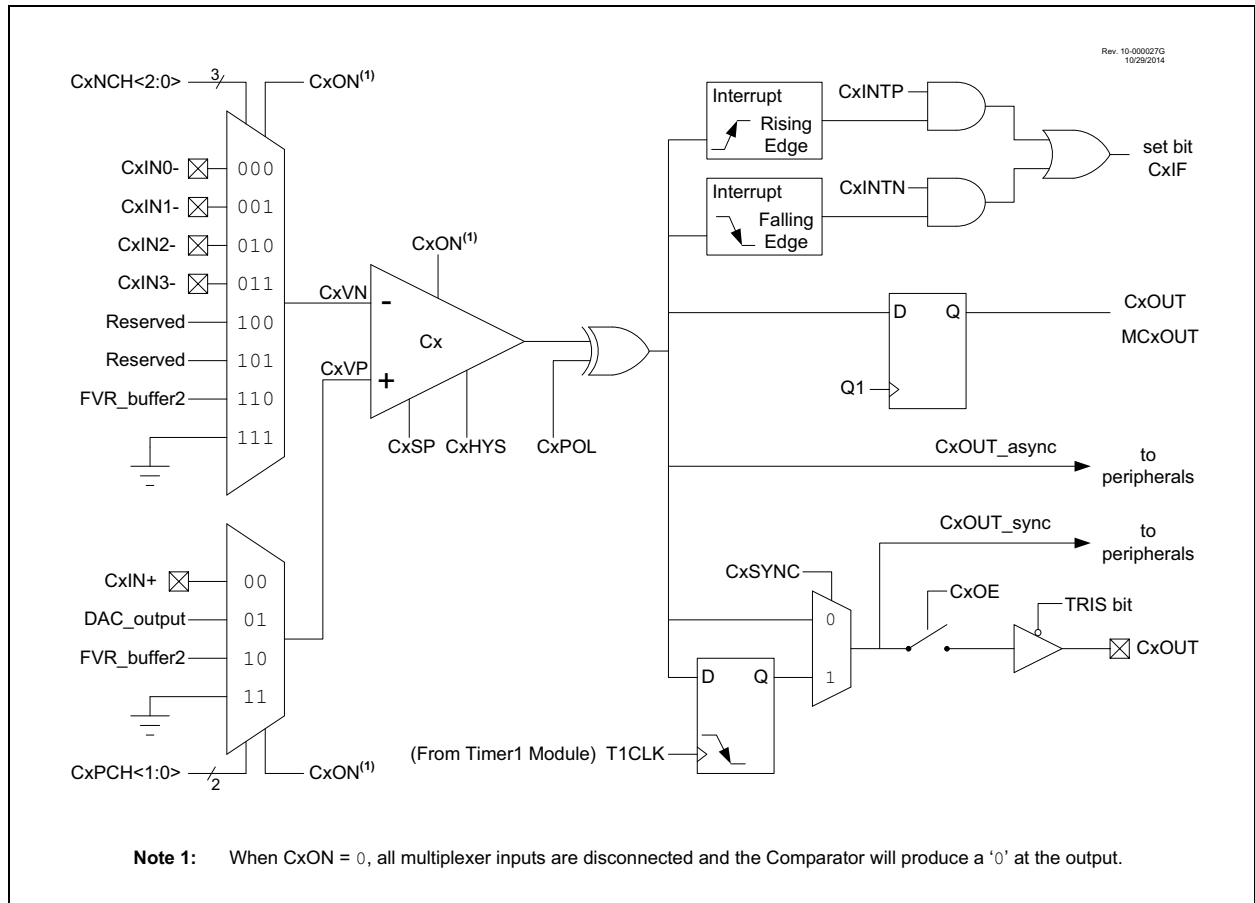 Rev. 10-000027G
10/29/2014
CxNCH<2:0>
3
CxON(1)
CxIN0-
000
CxIN1-
001
CxIN2-
010
CxIN3-
011
Reserved
100
Reserved
101
FVR_buffer2
110
111
CxVN
CxON(1)
-
Cx
CxVP
+
CxSP
CxHYS
CxPOL
CxIN+
00
DAC_output
01
FVR_buffer2
10
11
CxPCH<1:0>
2
CxON(1)
Interrupt
Rising
Edge
CxINTP
Interrupt
Falling
Edge
CxINTN
set bit
CxIF
D
Q
Q1
CxOUT
MCxOUT
CxOUT_async
to
peripherals
CxOUT_sync
to
peripherals
CxSYNC
0
1
CxOE
TRIS bit
CxOUT
D
Q
(From Timer1 Module) T1CLK
Note 1: When CxON = 0, all multiplexer inputs are disconnected and the Comparator will produce a ‘0’ at the output.